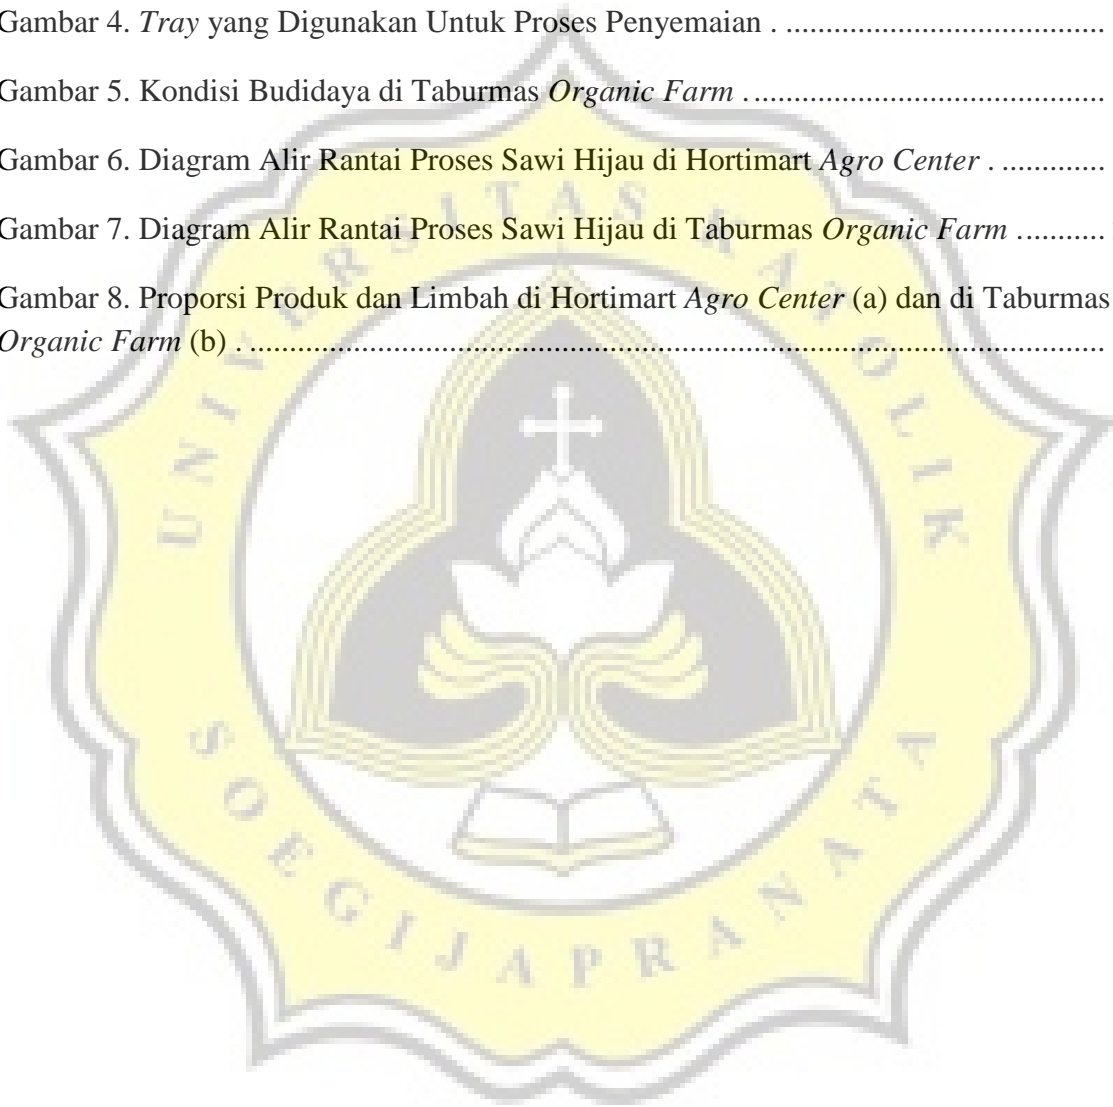 Gambar 4. Tray yang Digunakan Untuk Proses Penyemaian . .....................................
Gambar 5. Kondisi Budidaya di Taburmas Organic Farm . .........................................
Gambar 6. Diagram Alir Rantai Proses Sawi Hijau di Hortimart Agro Center . .............
Gambar 7. Diagram Alir Rantai Proses Sawi Hijau di Taburmas Organic Farm ...........
Gambar 8. Proporsi Produk dan Limbah di Hortimart Agro Center (a) dan di Taburmas
Organic Farm (b) . .....................................................................................................
UNIVERSITAS KATOLIK
SOEGIJAPRANATA